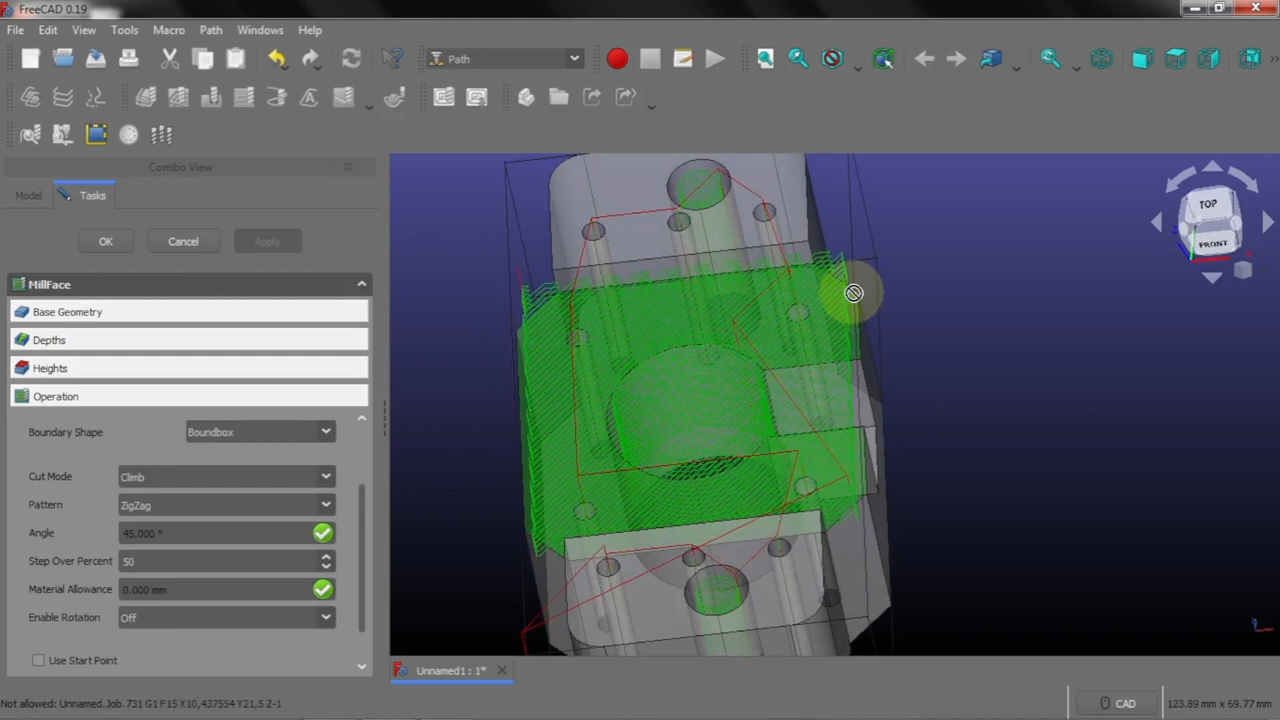 FreeCAD 0.19
File Edit View Tools Macro Path Windows Help
Path
Combo View
Model Tasks
OK Cancel Apply
MillFace
Base Geometry
Depths
Heights
Operation
Boundary Shape Boundbox
Cut Mode Climb
Pattern ZigZag
Angle 45.000 °
Step Over Percent 50
Material Allowance 0.000 mm
Enable Rotation Off
Use Start Point
TOP
FRONT
Unnamed1 : 1*
Not allowed: Unnamed.Job.731 G1 F15 X10,437554 Y21,5 Z-1
CAD 123.89 mm x 69.77 mm